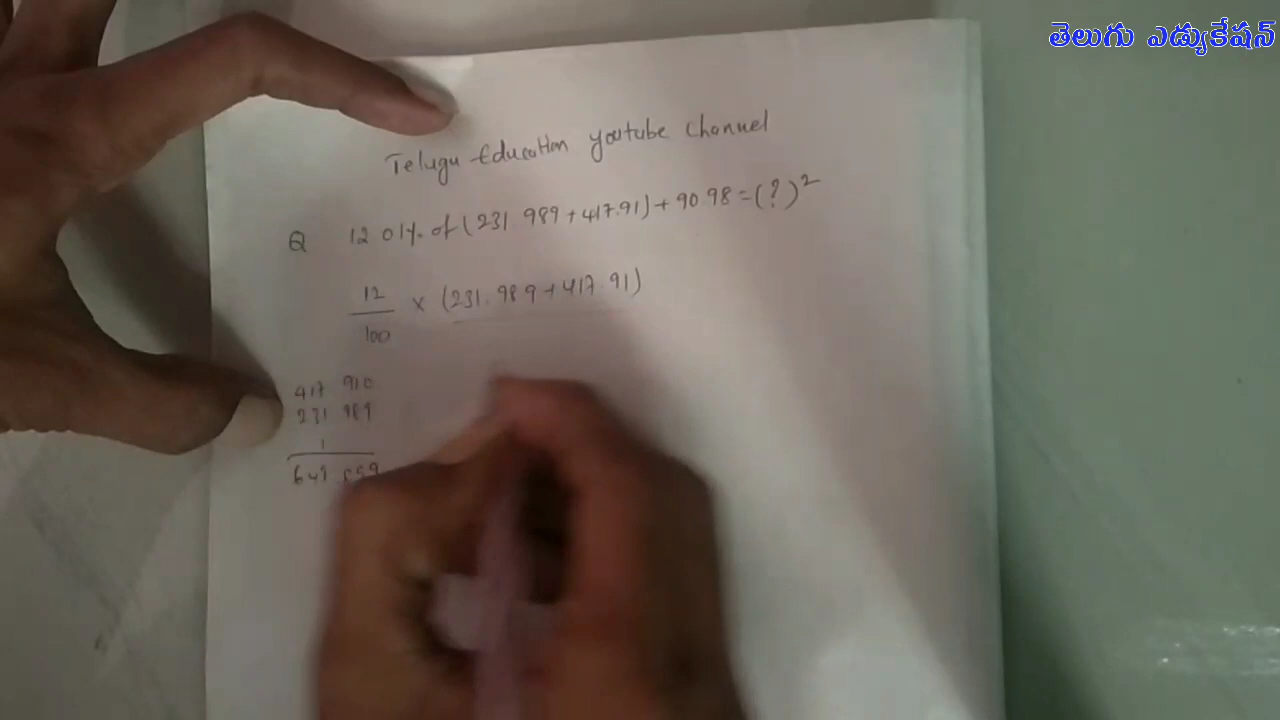 తెలుగు ఎడ్యుకేషన్
Telugu Education youtube channel
Q 12 01% of (231 989 + 417.91) + 90.98 = (?)²
12
100
× (231.989 + 417.91)
417 910
231 989
1
649